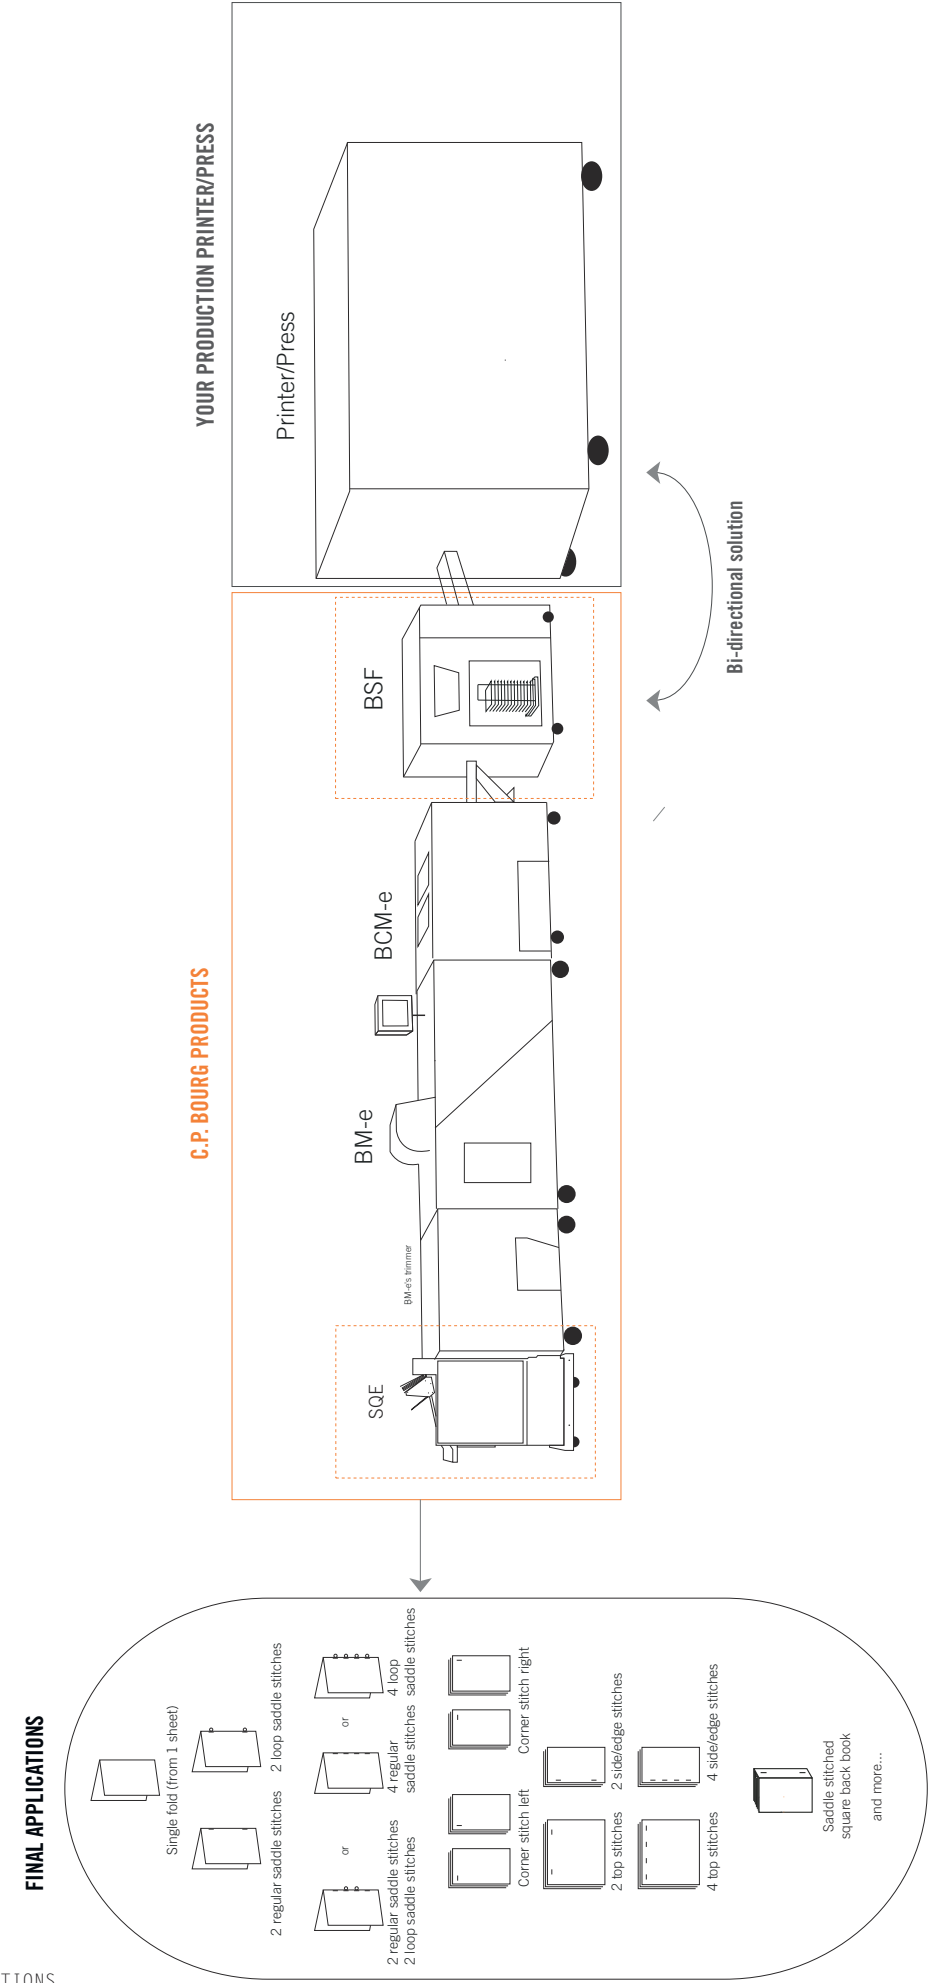 FINAL APPLICATIONS
Single fold (from 1 sheet)
2 regular saddle stitches
2 loop saddle stitches
or
or
2 regular saddle stitches
2 loop saddle stitches
4 regular
saddle stitches
4 loop
saddle stitches
Corner stitch left
Corner stitch right
2 top stitches
2 side/edge stitches
4 top stitches
4 side/edge stitches
Saddle stitched
square back book
and more...
C.P. BOURG PRODUCTS
SQE
BM-e's trimmer
BM-e
BCM-e
BSF
YOUR PRODUCTION PRINTER/PRESS
Printer/Press
Bi-directional solution